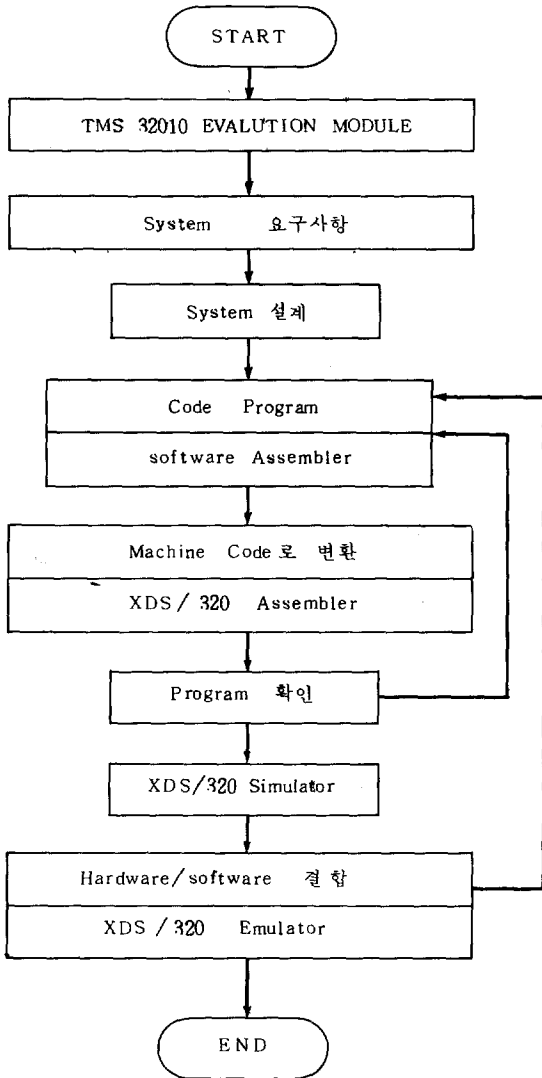 START
TMS 32010 EVALUTION MODULE
System 요구사항
System 설계
Code Program
software Assembler
Machine Code로 변환
XDS/320 Assembler
Program 확인
XDS/320 Simulator
Hardware/software 결합
XDS/320 Emulator
END